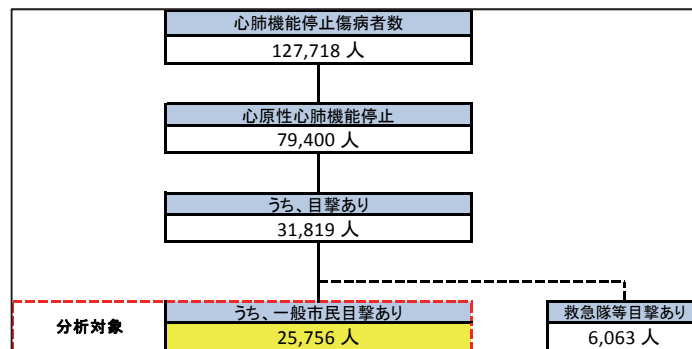 心肺機能停止傷病者数
127,718 人
心原性心肺機能停止
79,400 人
うち、目撃あり
31,819 人
分析対象
うち、一般市民目撃あり
25,756 人
救急隊等目撃あり
6,063 人